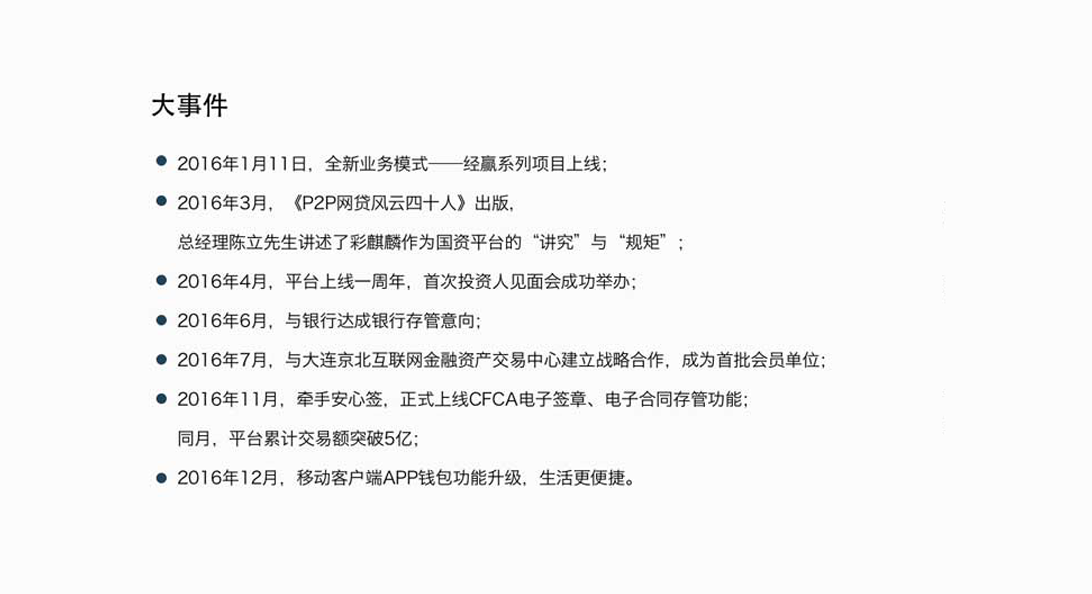 大事件
2016年1月11日，全新业务模式——经赢系列项目上线；
2016年3月，《P2P网贷风云四十人》出版，
总经理陈立先生讲述了彩麒麟作为国资平台的“讲究”与“规矩”；
2016年4月，平台上线一周年，首次投资人见面会成功举办；
2016年6月，与银行达成银行存管意向；
2016年7月，与大连京北互联网金融资产交易中心建立战略合作，成为首批会员单位；
2016年11月，牵手安心签，正式上线CFCA电子签章、电子合同存管功能；
同月，平台累计交易额突破5亿；
2016年12月，移动客户端APP钱包功能升级，生活更便捷。